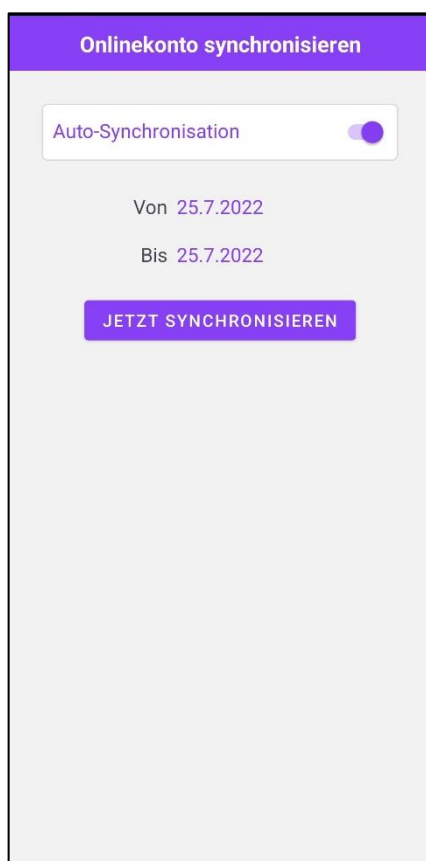 Onlinekonto synchronisieren
Auto-Synchronisation
Von 25.7.2022
Bis 25.7.2022
JETZT SYNCHRONISIEREN